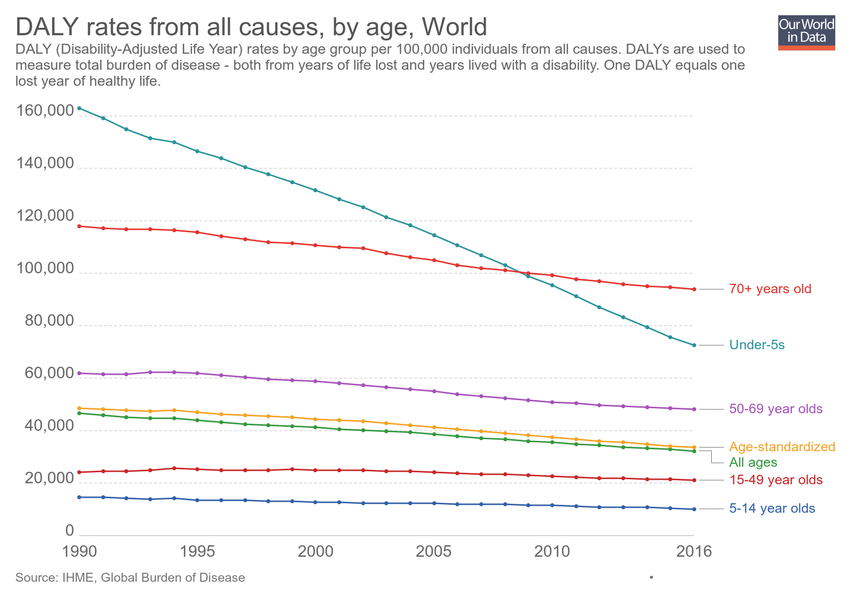 DALY rates from all causes, by age, World
Our World
in Data
DALY (Disability-Adjusted Life Year) rates by age group per 100,000 individuals from all causes. DALYs are used to
measure total burden of disease - both from years of life lost and years lived with a disability. One DALY equals one
lost year of healthy life.
160,000
140,000
120,000
100,000
80,000
60,000
40,000
20,000
0
70+ years old
Under-5s
50-69 year olds
Age-standardized
All ages
15-49 year olds
5-14 year olds
1990
1995
2000
2005
2010
2016
Source: IHME, Global Burden of Disease